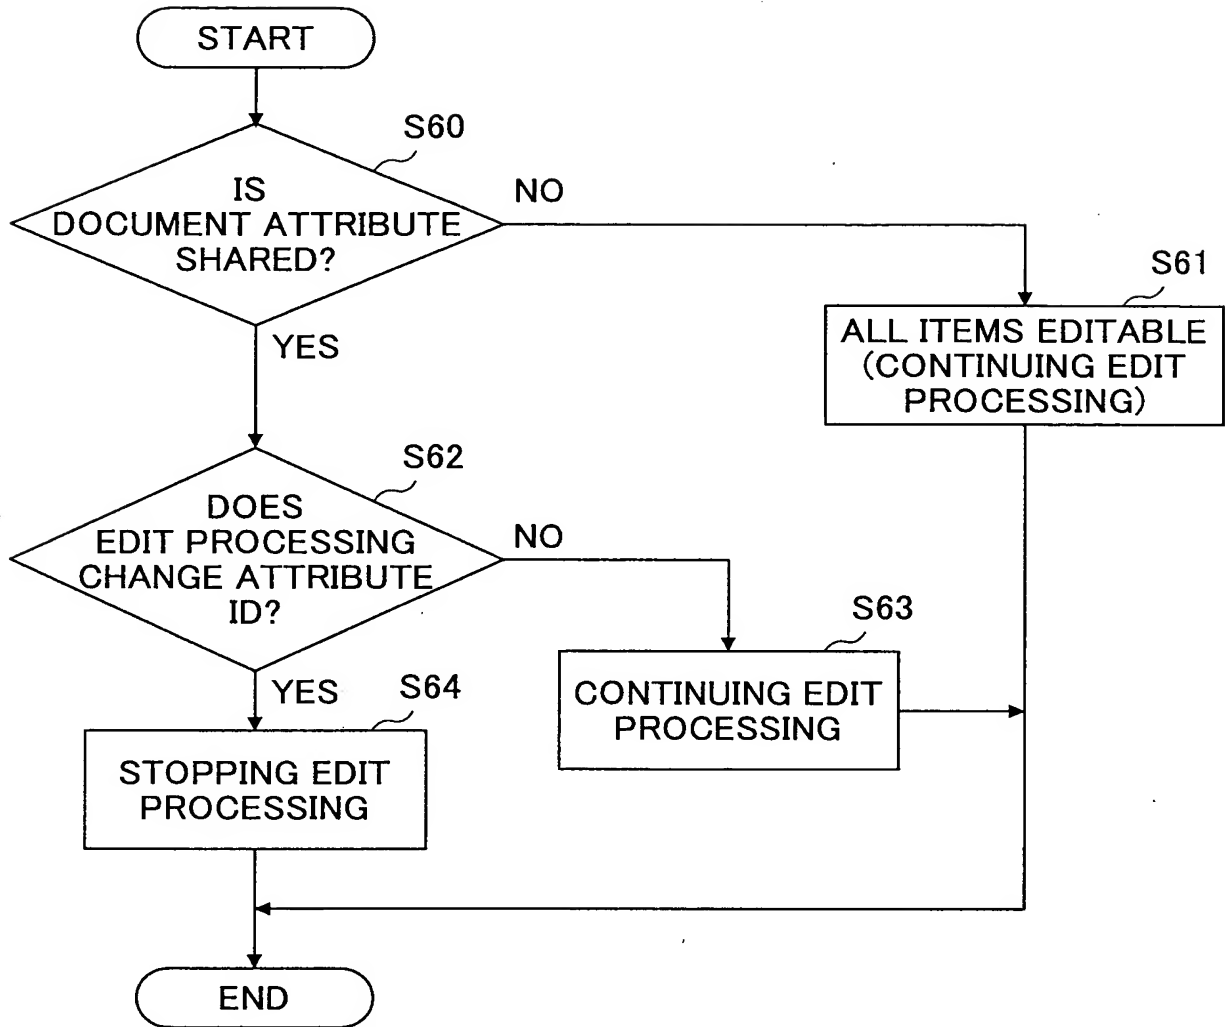 START
S60
IS
DOCUMENT ATTRIBUTE
SHARED?
NO
YES
S61
ALL ITEMS EDITABLE
(CONTINUING EDIT
PROCESSING)
S62
DOES
EDIT PROCESSING
CHANGE ATTRIBUTE
ID?
NO
YES
S63
CONTINUING EDIT
PROCESSING
S64
STOPPING EDIT
PROCESSING
END